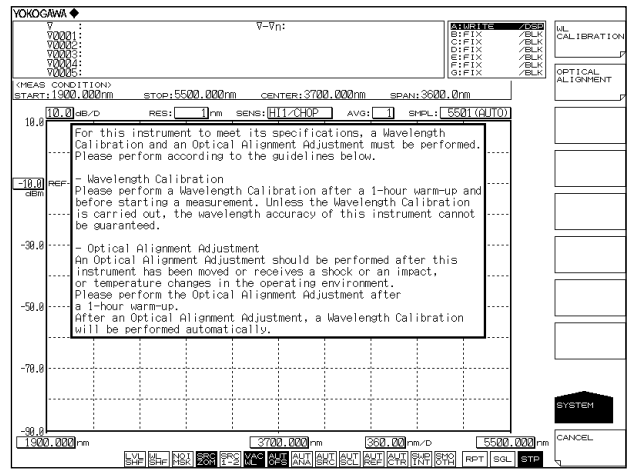 YOKOGAWA ◆
∇ : ∇-∇n: A:WRITE /DSP
∇0001: B:FIX /BLK
∇0002: C:FIX /BLK
∇0003: D:FIX /BLK
∇0004: E:FIX /BLK
∇0005: F:FIX /BLK
G:FIX /BLK
WL
CALIBRATION
OPTICAL
ALIGNMENT
<MEAS CONDITION>
START:1900.000nm STOP:5500.000nm CENTER:3700.000nm SPAN:3600.0nm
10.0 dB/D RES: 1 nm SENS: HI1/CHOP AVG: 1 SMPL: 5501(AUTO)
10.0
For this instrument to meet its specifications, a Wavelength
Calibration and an Optical Alignment Adjustment must be performed.
Please perform according to the guidelines below.
- Wavelength Calibration
-10.0 REF
dBm
Please perform a Wavelength Calibration after a 1-hour warm-up and
before starting a measurement. Unless the Wavelength Calibration
is carried out, the wavelength accuracy of this instrument cannot
be guaranteed.
-30.0
- Optical Alignment Adjustment
An Optical Alignment Adjustment should be performed after this
instrument has been moved or receives a shock or an impact,
or temperature changes in the operating environment.
Please perform the Optical Alignment Adjustment after
a 1-hour warm-up.
-50.0
After an Optical Alignment Adjustment, a Wavelength Calibration
will be performed automatically.
-70.0
-90.0
1900.000 nm 3700.000 nm 360.00 nm/D 5500.000 nm
LVL SHF WL SHF NOI MSK SRC ZOM SRC 1-2 VAC WL AUT OFS AUT ANA AUT SRC AUT SCL AUT REF AUT CTR SWP INT SMO OTH RPT SGL STP
SYSTEM
CANCEL